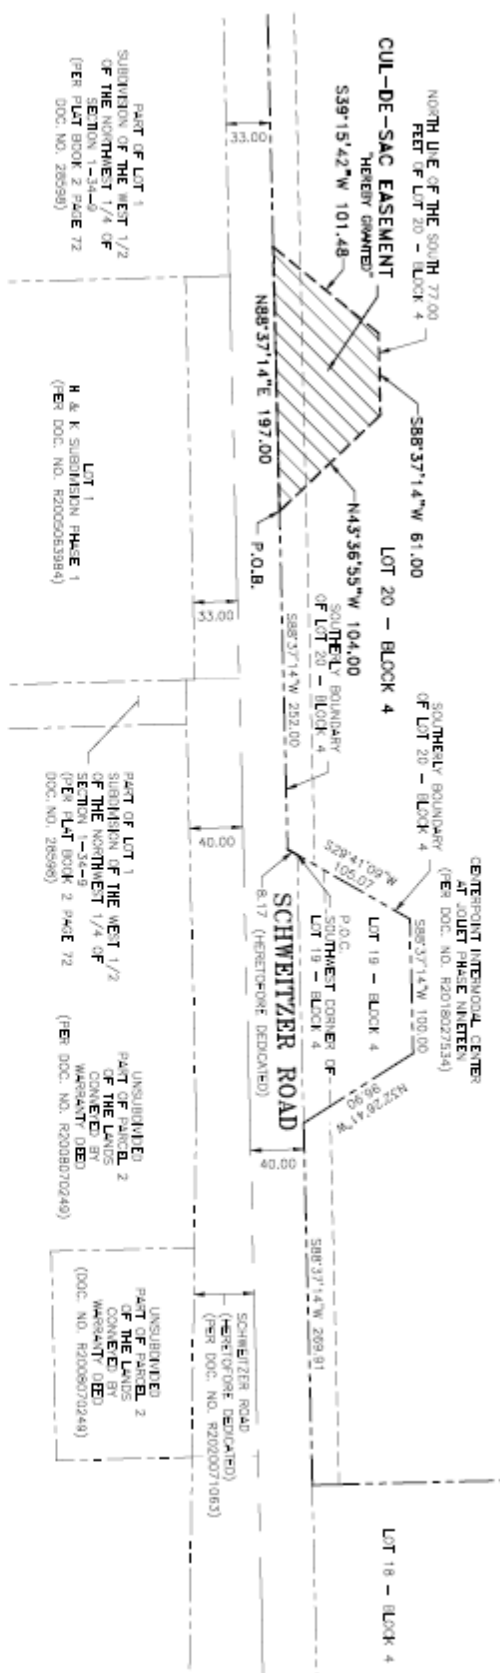 NORTH LINE OF THE SOUTH 77.00
FEET OF LOT 20 - BLOCK 4
CUL-DE-SAC EASEMENT
"HEREBY GRANTED"
S39°15'42"W 101.48
S88°37'14"W 61.00
N43°36'55"W 104.00
N88°37'14"E 197.00
P.O.B.
33.00
LOT 20 - BLOCK 4
SOUTHERLY BOUNDARY
OF LOT 20 - BLOCK 4
S88°37'14"W 252.00
SOUTHERLY BOUNDARY
OF LOT 20 - BLOCK 4
CENTERPOINT INTERMODAL CENTER
AT JOLIET PHASE NINETEEN
(PER DOC. NO. R2018027534)
S29°41'09"W
105.07
S88°37'14"W 100.00
N32°26'41"W
96.90
LOT 19 - BLOCK 4
P.O.C.
SOUTHWEST CORNER OF
LOT 19 - BLOCK 4
8.17
SCHWEITZER ROAD
(HERETOFORE DEDICATED)
S88°37'14"W 269.91
LOT 18 - BLOCK 4
33.00
40.00
40.00
SCHWEITZER ROAD
(HERETOFORE DEDICATED)
(PER DOC. NO. R2020071063)
PART OF LOT 1
SUBDIVISION OF THE WEST 1/2
OF THE NORTHWEST 1/4 OF
SECTION 1-34-9
(PER PLAT BOOK 2 PAGE 72
DOC. NO. 28598)
LOT 1
H & K SUBDIVISION PHASE 1
(PER DOC. NO. R2005063984)
PART OF LOT 1
SUBDIVISION OF THE WEST 1/2
OF THE NORTHWEST 1/4 OF
SECTION 1-34-9
(PER PLAT BOOK 2 PAGE 72
DOC. NO. 28598)
UNSUBDIVIDED
PART OF PARCEL 2
OF THE LANDS
CONVEYED BY
WARRANTY DEED
(PER DOC. NO. R2008070249)
UNSUBDIVIDED
PART OF PARCEL 2
OF THE LANDS
CONVEYED BY
WARRANTY DEED
(DOC. NO. R2008070249)